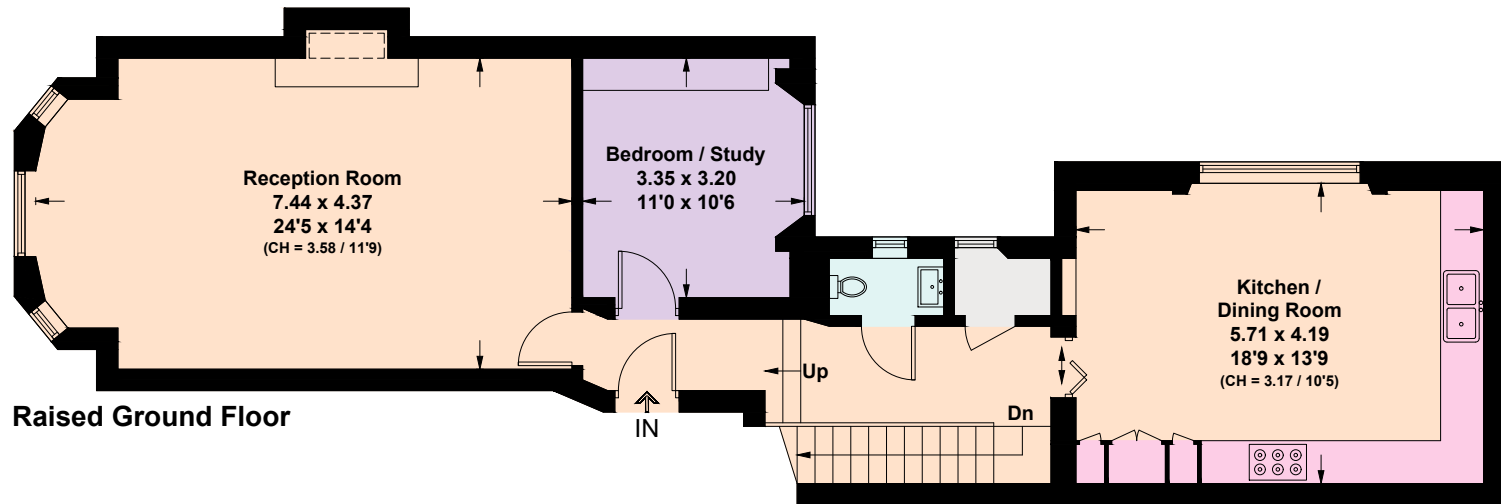 Reception Room
7.44 x 4.37
24'5 x 14'4
(CH = 3.58 / 11'9)
Bedroom / Study
3.35 x 3.20
11'0 x 10'6
Kitchen /
Dining Room
5.71 x 4.19
18'9 x 13'9
(CH = 3.17 / 10'5)
Up
Dn
IN
Raised Ground Floor